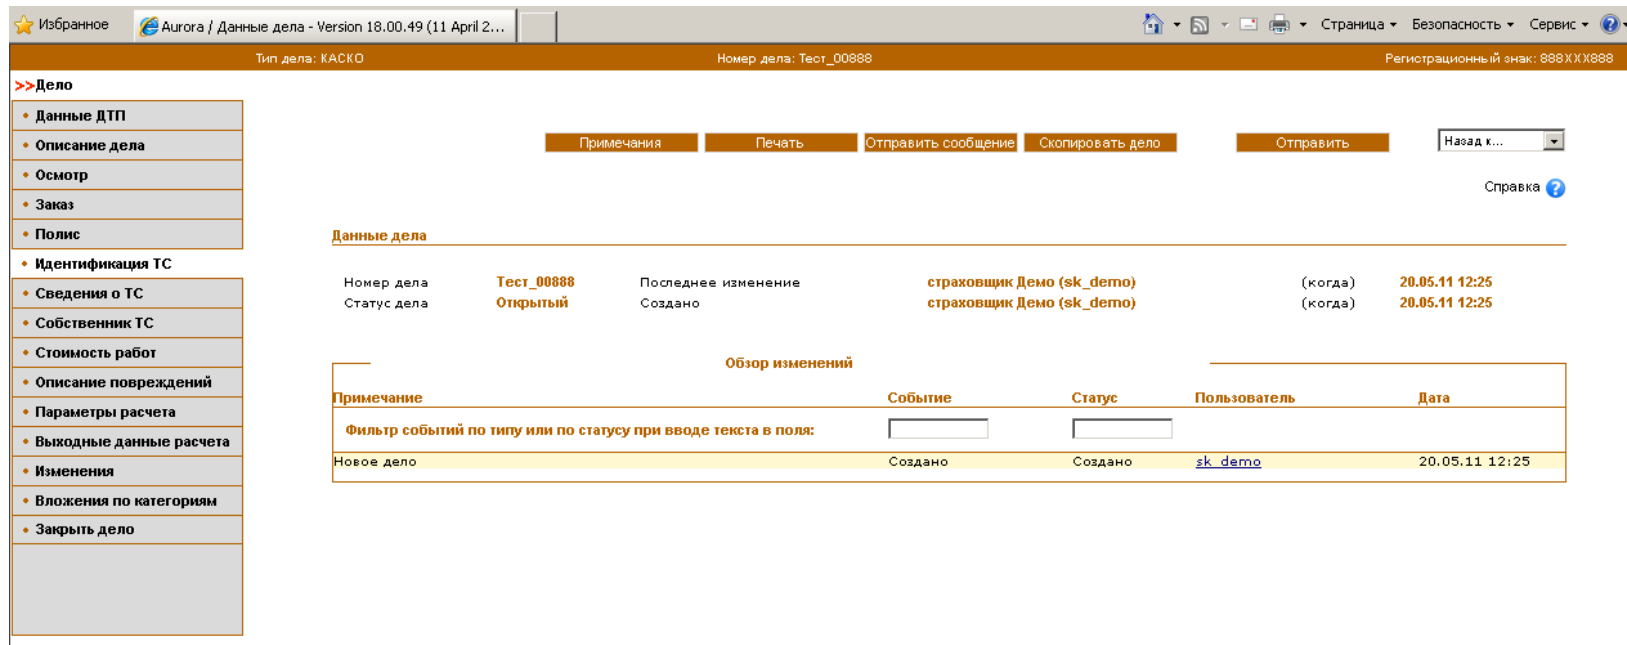 Избранное Aurora / Данные дела - Version 18.00.49 (11 April 2... Страница Безопасность Сервис
Тип дела: КАСКО Номер дела: Тест_00888 Регистрационный знак: 888XXX888
>>Дело
Данные ДТП
Примечания Печать Отправить сообщение Скопировать дело Отправить Назад к...
Описание дела
Осмотр
Справка
Заказ
Полис
Данные дела
Идентификация ТС
Номер дела Тест_00888 Последнее изменение страховщик Демо (sk_demo) (когда) 20.05.11 12:25
Сведения о ТС
Статус дела Открытый Создано страховщик Демо (sk_demo) (когда) 20.05.11 12:25
Собственник ТС
Стоимость работ
Обзор изменений
Описание повреждений
Примечание Событие Статус Пользователь Дата
Параметры расчета
Фильтр событий по типу или по статусу при вводе текста в поля:
Выходные данные расчета
Новое дело Создано Создано sk_demo 20.05.11 12:25
Изменения
Вложения по категориям
Закрыть дело